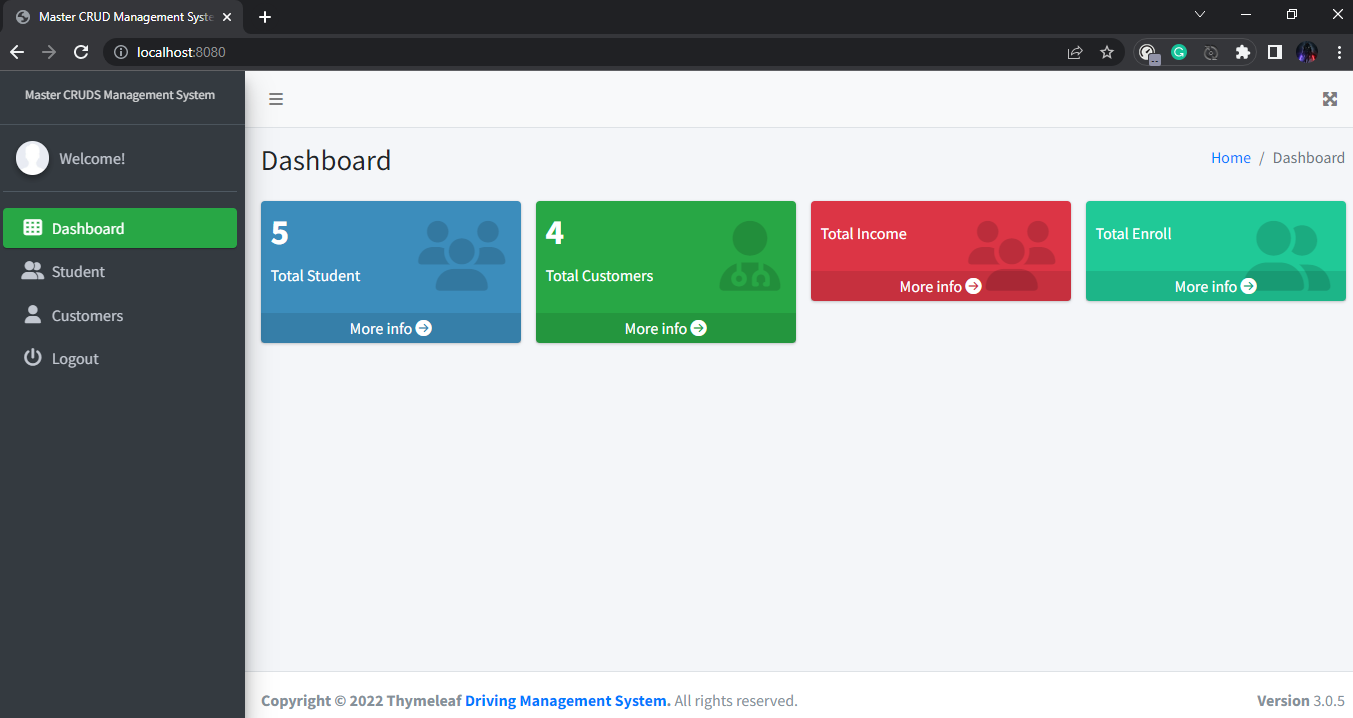 Master CRUD Management Syste
localhost:8080
Master CRUDS Management System
Welcome!
Dashboard
Student
Customers
Logout
Dashboard
Home / Dashboard
5
Total Student
More info
4
Total Customers
More info
Total Income
More info
Total Enroll
More info
Copyright © 2022 Thymeleaf Driving Management System. All rights reserved.
Version 3.0.5